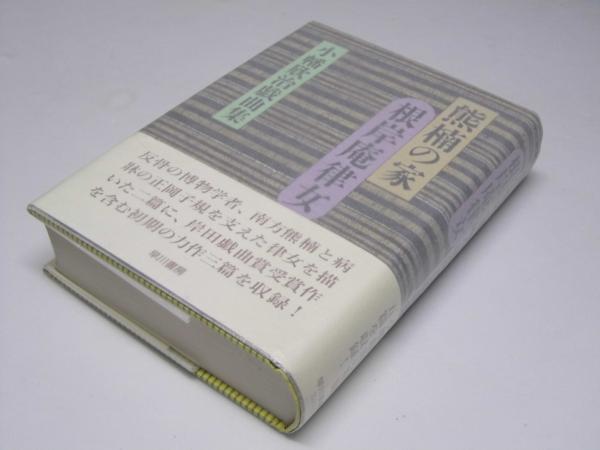 熊楠の家
根岸庵律女
小幡欣治戯曲集
反骨の博物学者、南方熊楠と病
牀の正岡子規を支えた律女を描
いた二篇に、岸田戯曲賞受賞作
を含む初期の力作三篇を収録!
早川書房